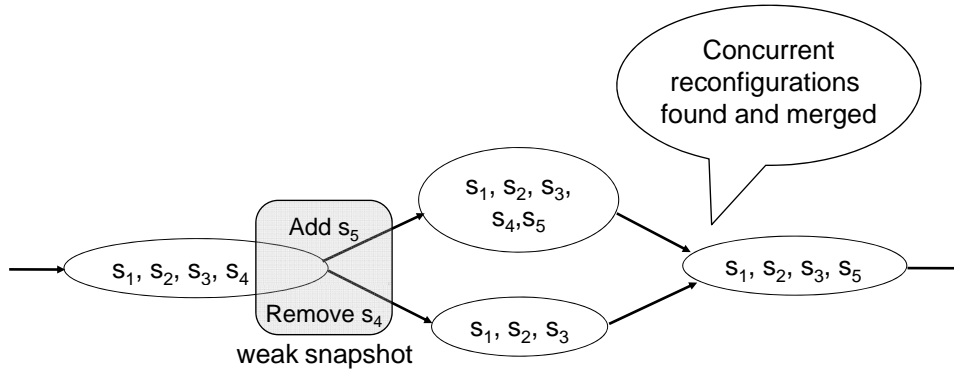 Concurrent
reconfigurations
found and merged
s₁, s₂, s₃,
s₄,s₅
Add s₅
s₁, s₂, s₃, s₄
s₁, s₂, s₃, s₅
Remove s₄
s₁, s₂, s₃
weak snapshot